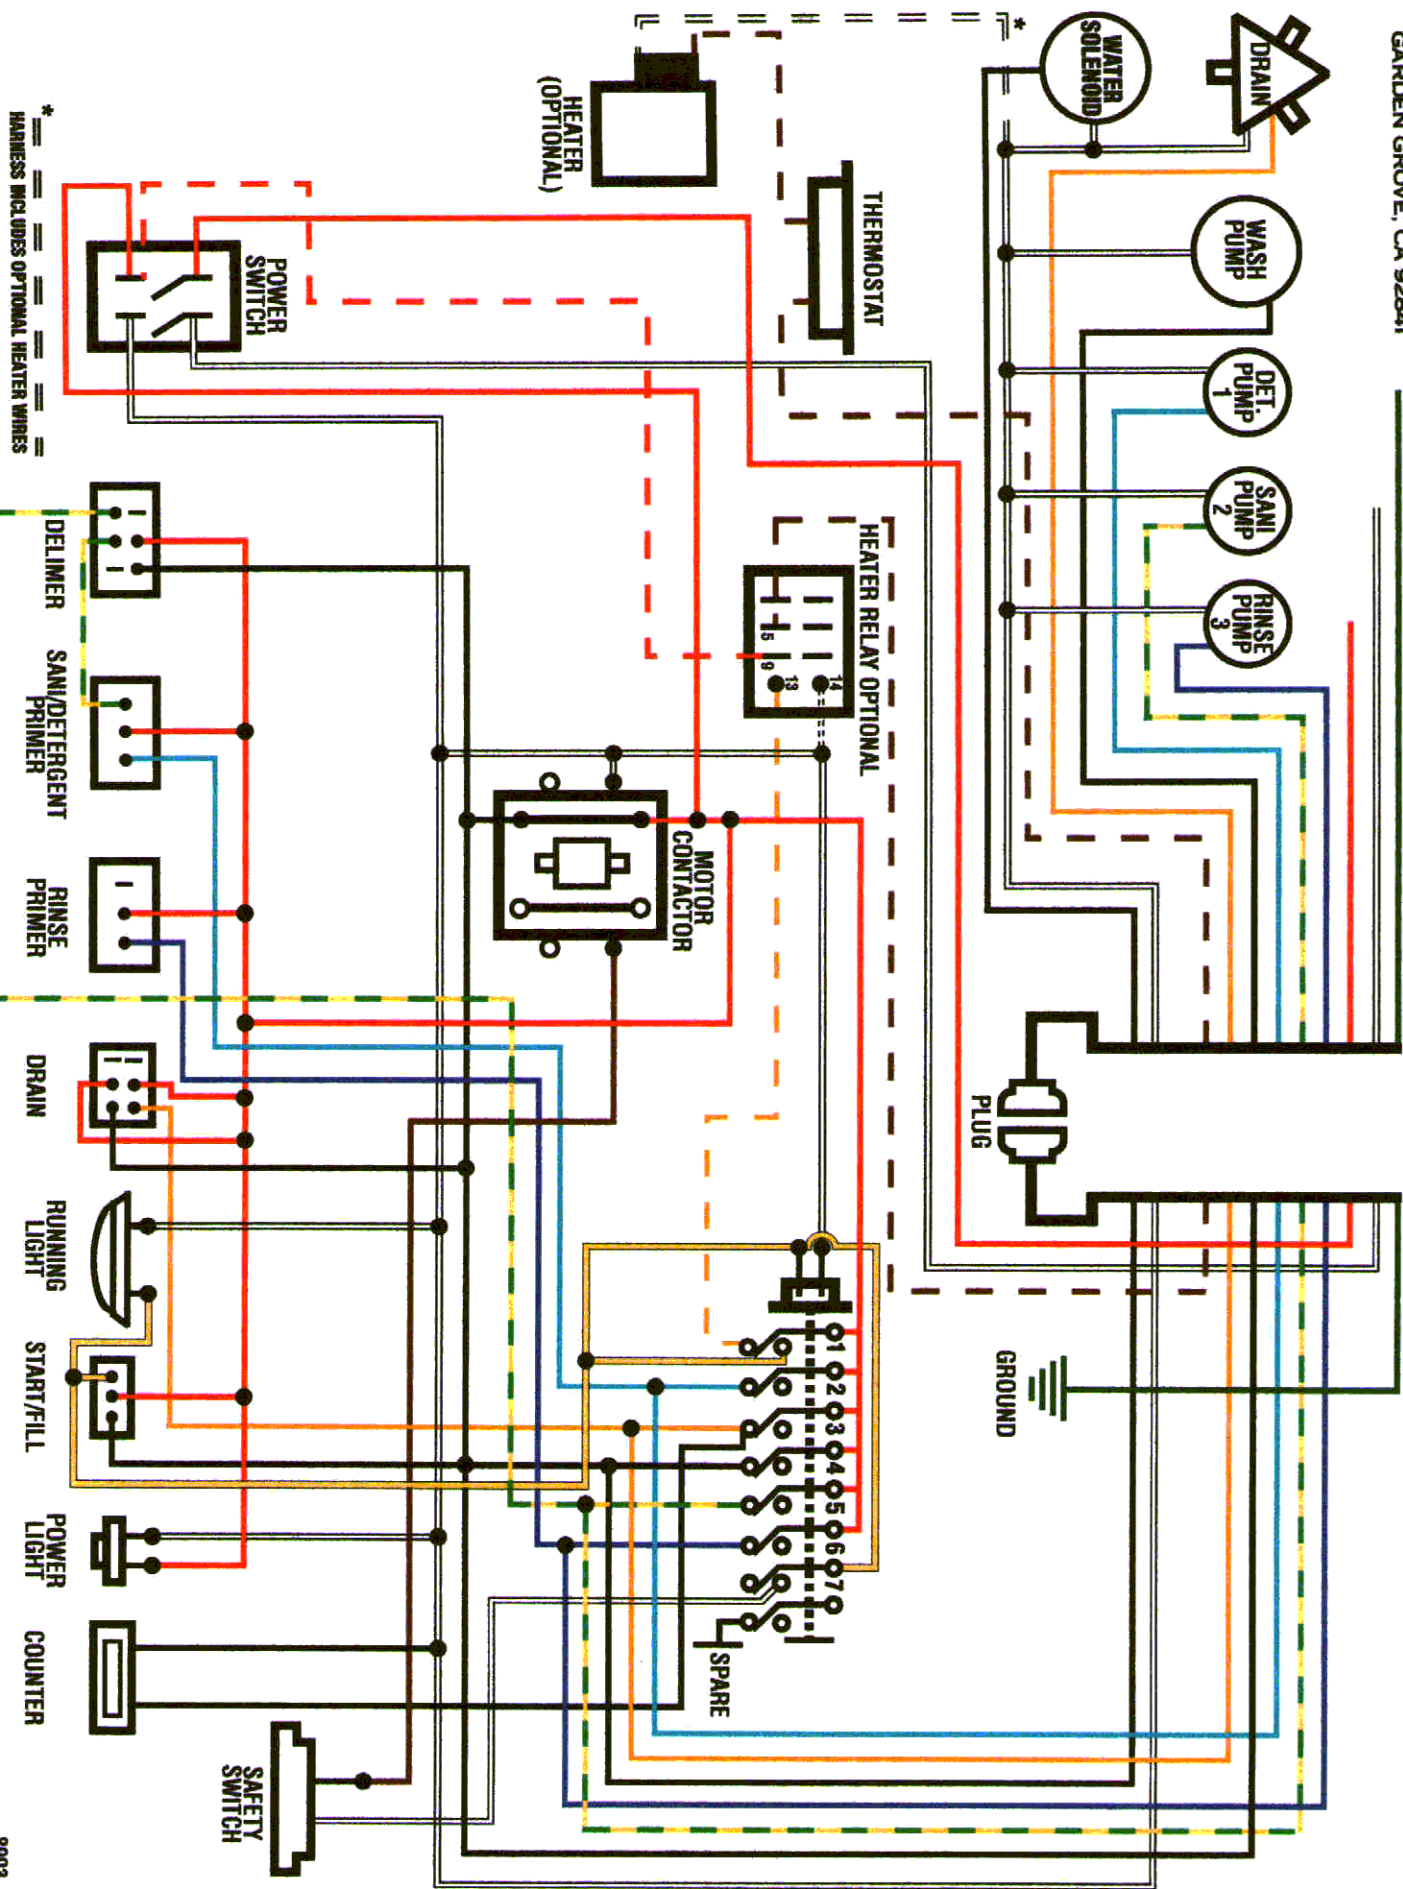 GARDEN GROVE, CA 92841
DRAIN
WATER
SOLENOID
WASH
PUMP
DET.
PUMP
1
SANI
PUMP
2
RINSE
PUMP
3
*
HEATER
(OPTIONAL)
THERMOSTAT
POWER
SWITCH
HEATER RELAY OPTIONAL
5
9
13
14
MOTOR
CONTACTOR
PLUG
GROUND
1
2
3
4
5
6
7
SPARE
DELIMER
SANI/DETERGENT
PRIMER
RINSE
PRIMER
DRAIN
RUNNING
LIGHT
START/FILL
POWER
LIGHT
COUNTER
SAFETY
SWITCH
*
HARNESS INCLUDES OPTIONAL HEATER WIRES